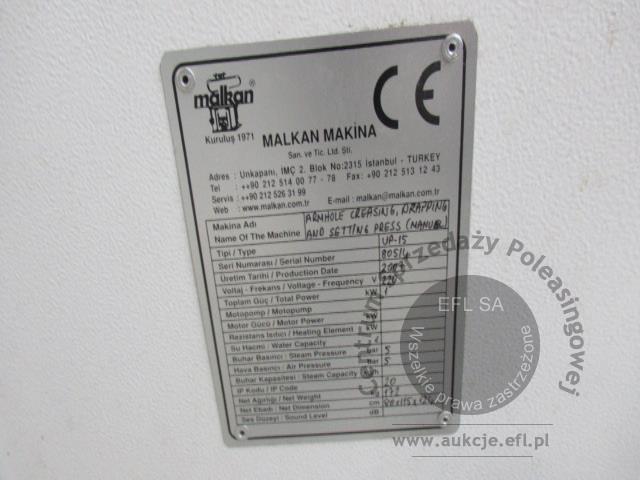 malkan ®
Kuruluş 1971
CE
MALKAN MAKİNA
San. ve Tic. Ltd. Şti.
Adres : Unkapanı, İMÇ 2. Blok No:2315 İstanbul - TURKEY
Tel : ++90 212 514 00 77 - 78 Fax: +90 212 513 12 43
Servis : ++90 212 526 31 99
Web : www.malkan.com.tr E-mail : malkan@malkan.com.tr
Makina Adı
Name Of The Machine ARMHOLE CREASING, WRAPPING AND SETTING PRESS
Tipi / Type UP-15
Seri Numarası / Serial Number
Üretim Tarihi / Production Date
Voltaj - Frekans / Voltage - Frequency V 220
Toplam Güç / Total Power kW 1
Motopomp / Motopump kW
Motor Gücü / Motor Power kW
Rezistans Isıtıcı / Heating Element kW
Su Hacmi / Water Capacity
Buhar Basıncı / Steam Pressure bar 5
Hava Basıncı / Air Pressure bar 5
Buhar Kapasitesi / Steam Capacity
IP Kodu / IP Code 20
Net Ağırlığı / Net Weight
Net Ebadı / Net Dimension cm
Ses Düzeyi / Sound Level dB
Centrum Sprzedaży Poleasingowej
EFL SA
Wszelkie prawa zastrzeżone
www.aukcje.efl.pl